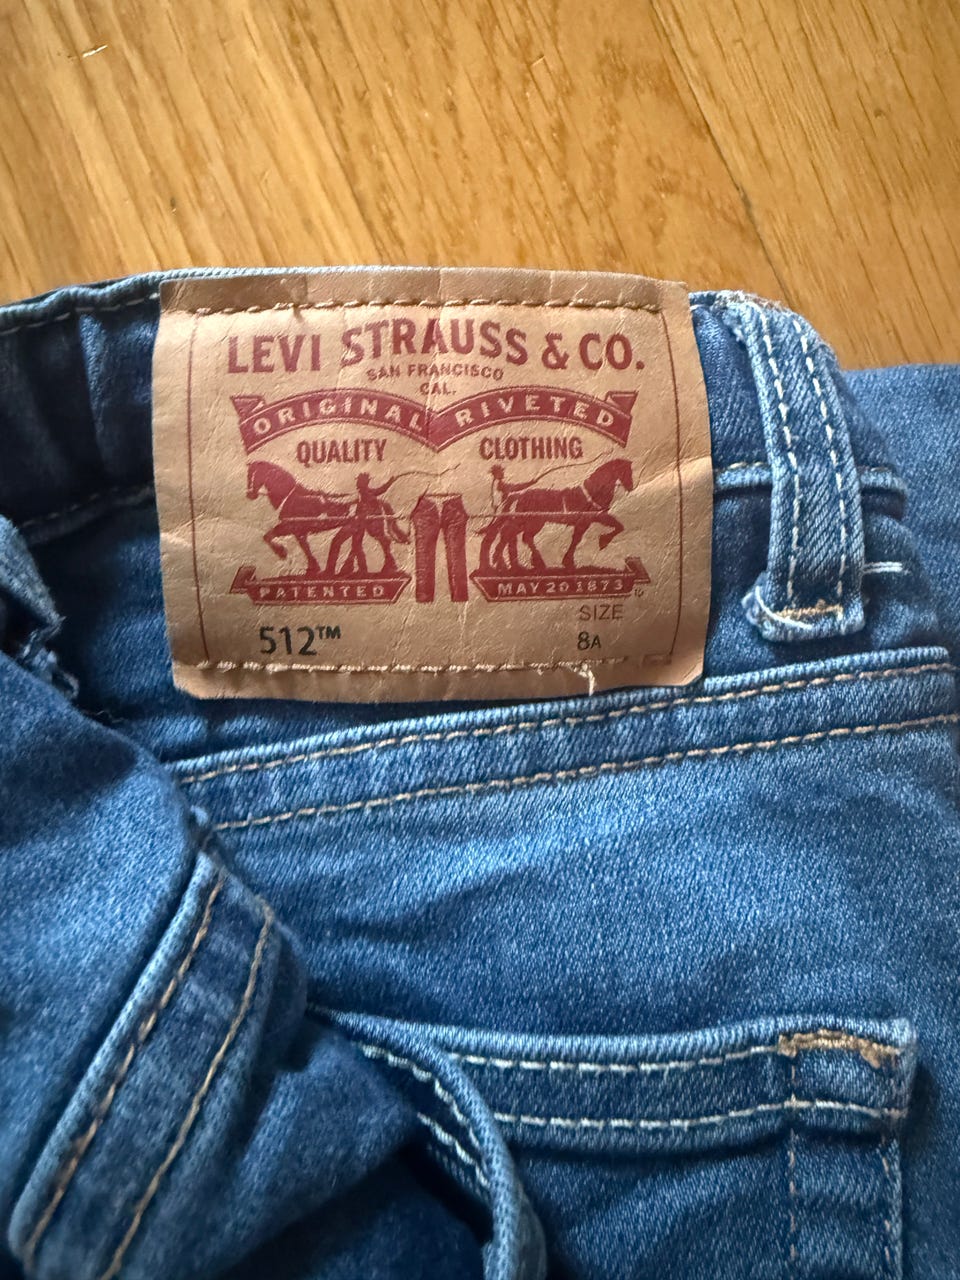 LEVI STRAUSS & CO.
SAN FRANCISCO
CAL.
ORIGINAL RIVETED
QUALITY CLOTHING
PATENTED MAY 20 1873
SIZE
512™ 8A